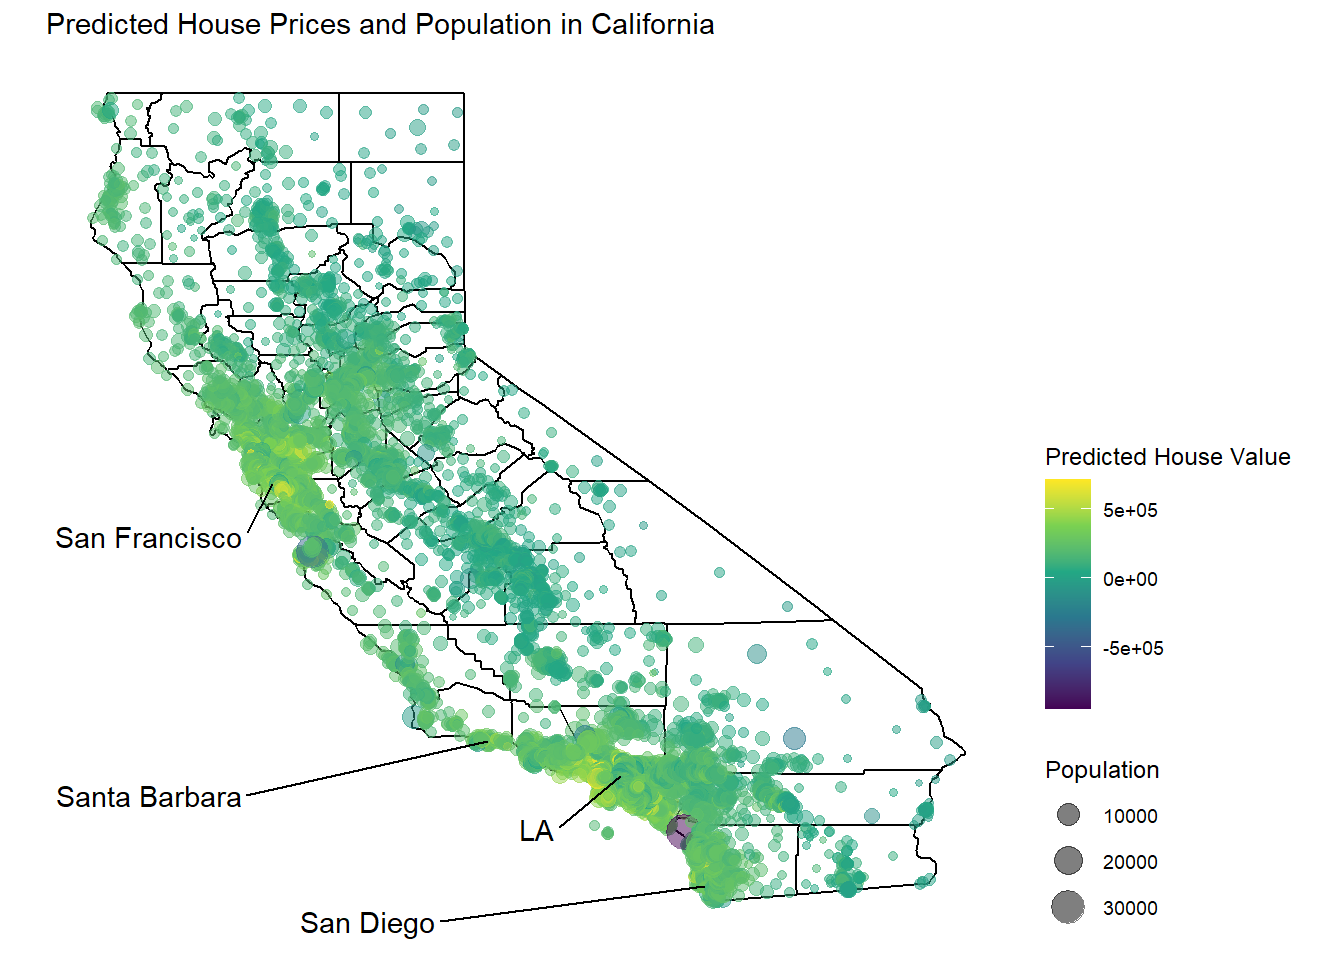 Predicted House Prices and Population in California
Predicted House Value
5e+05
0e+00
-5e+05
San Francisco
Santa Barbara
LA
San Diego
Population
10000
20000
30000